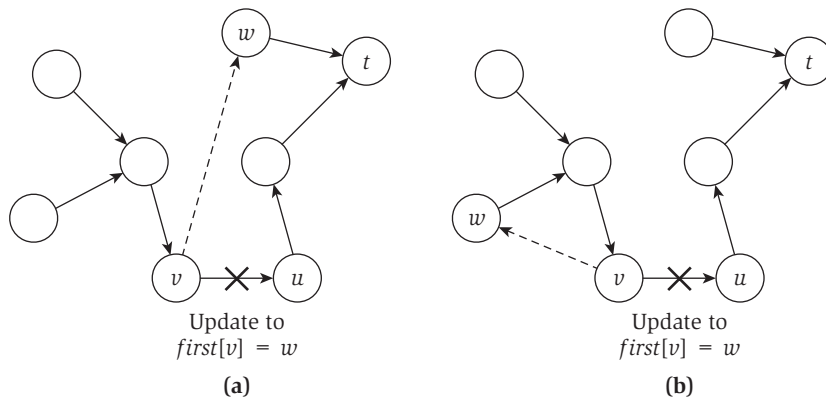 w
t
v
u
Update to
first[v] = w
(a)
t
w
v
u
Update to
first[v] = w
(b)